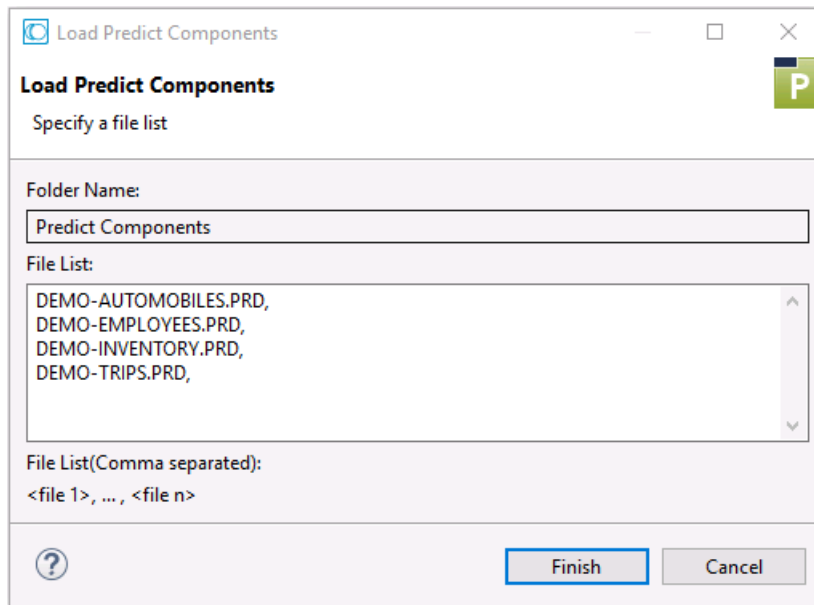 Load Predict Components
Load Predict Components
P
Specify a file list
Folder Name:
Predict Components
File List:
DEMO-AUTOMOBILES.PRD,
DEMO-EMPLOYEES.PRD,
DEMO-INVENTORY.PRD,
DEMO-TRIPS.PRD,
File List(Comma separated):
<file 1>, ... , <file n>
?
Finish
Cancel